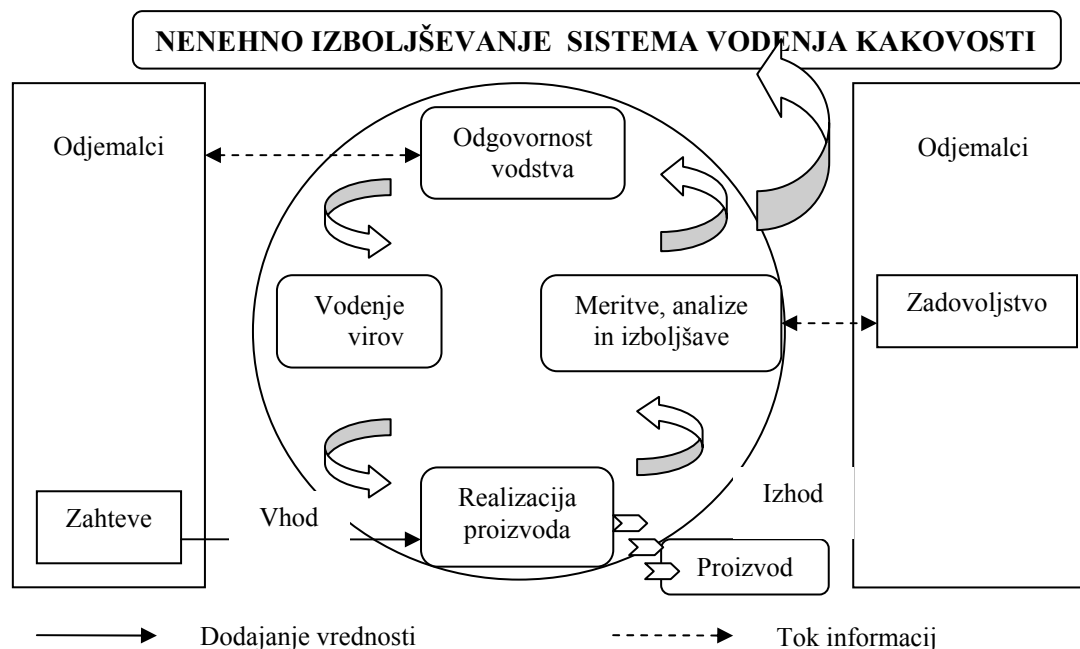 NENEHNO IZBOLJŠEVANJE SISTEMA VODENJA KAKOVOSTI
Odjemalci
Odgovornost
vodstva
Odjemalci
Vodenje
virov
Meritve, analize
in izboljšave
Zadovoljstvo
Zahteve
Vhod
Realizacija
proizvoda
Izhod
Proizvod
Dodajanje vrednosti
Tok informacij